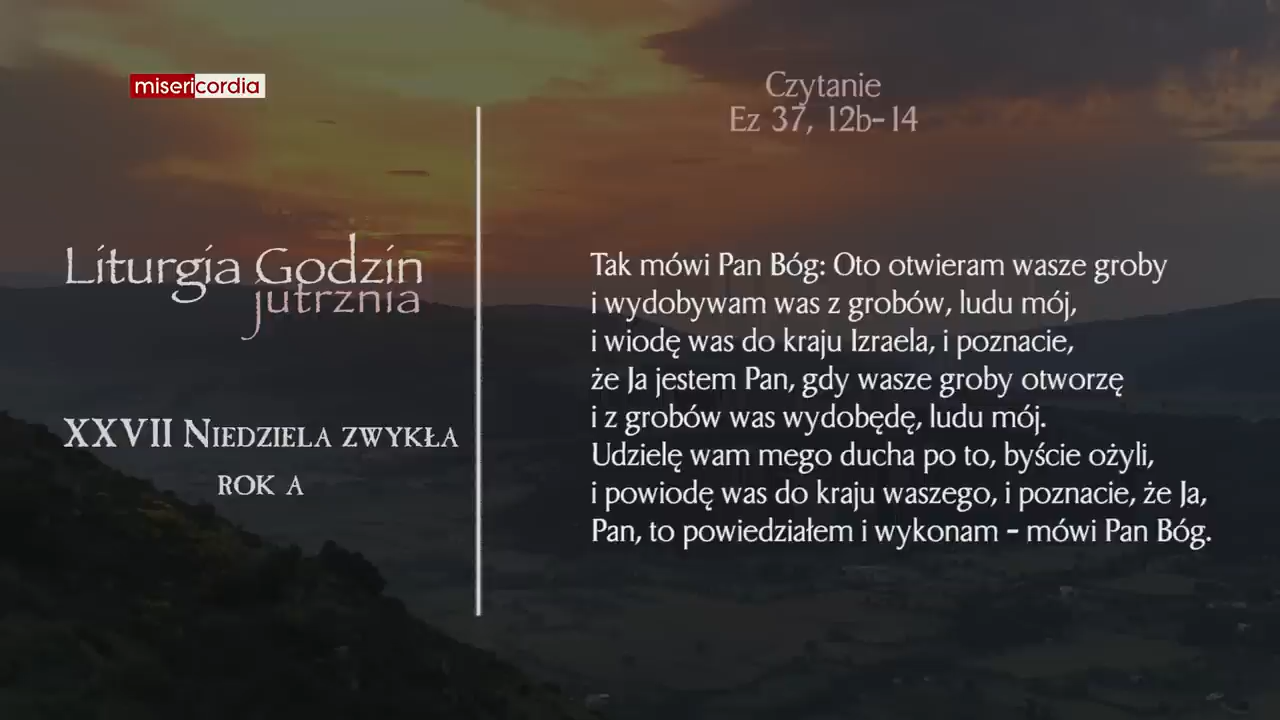 misericordia
Liturgia Godzin
jutrznia
XXVII Niedziela zwykła
rok A
Czytanie
Ez 37, 12b-14
Tak mówi Pan Bóg: Oto otwieram wasze groby
i wydobywam was z grobów, ludu mój,
i wiodę was do kraju Izraela, i poznacie,
że Ja jestem Pan, gdy wasze groby otworzę
i z grobów was wydobędę, ludu mój.
Udzielę wam mego ducha po to, byście ożyli,
i powiodę was do kraju waszego, i poznacie, że Ja,
Pan, to powiedziałem i wykonam – mówi Pan Bóg.